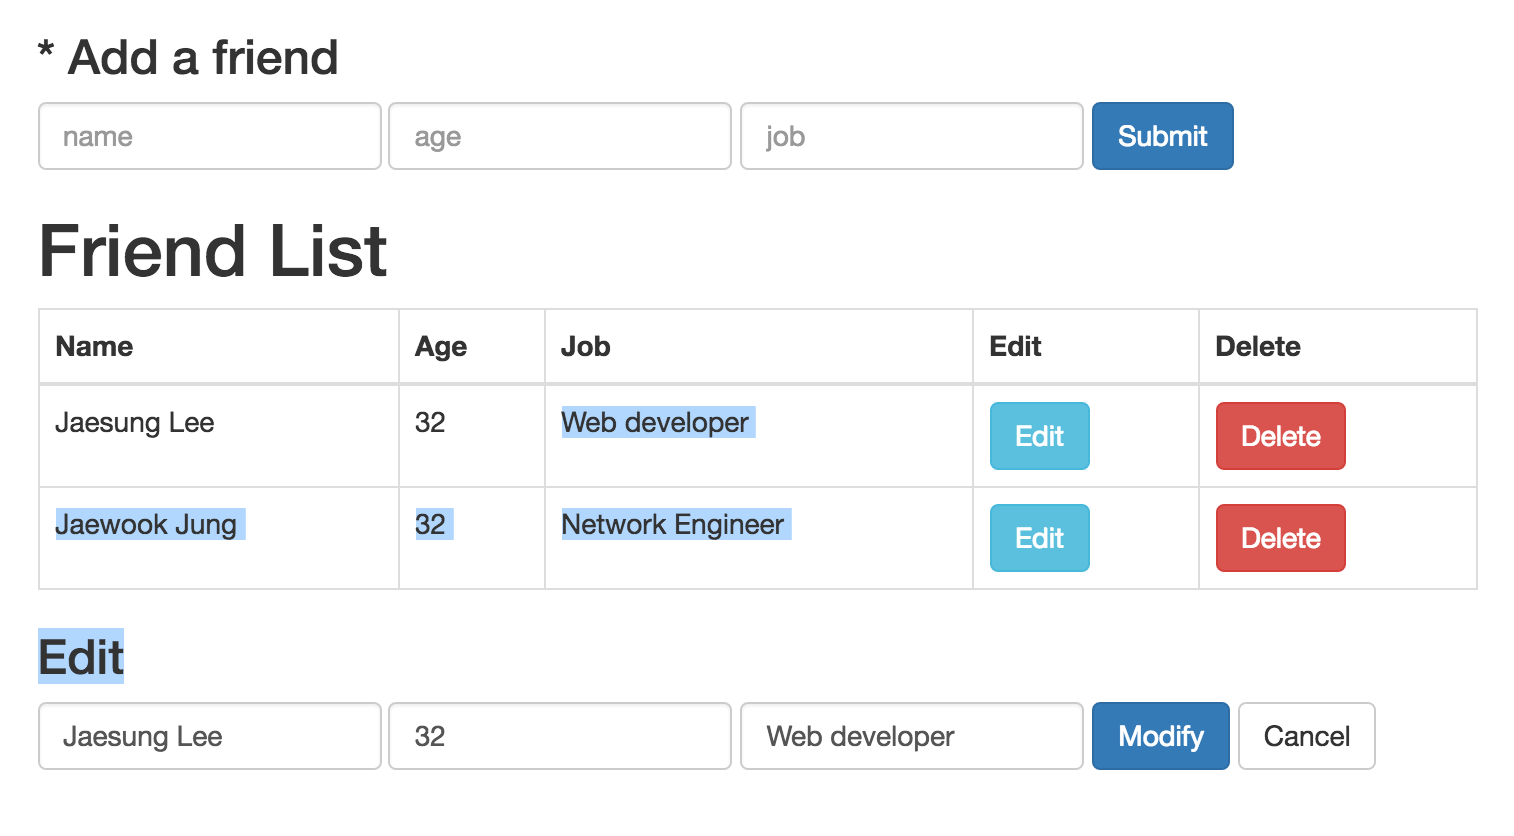 * Add a friend
name age job Submit
Friend List
Name Age Job Edit Delete
Jaesung Lee 32 Web developer Edit Delete
Jaewook Jung 32 Network Engineer Edit Delete
Edit
Jaesung Lee 32 Web developer Modify Cancel